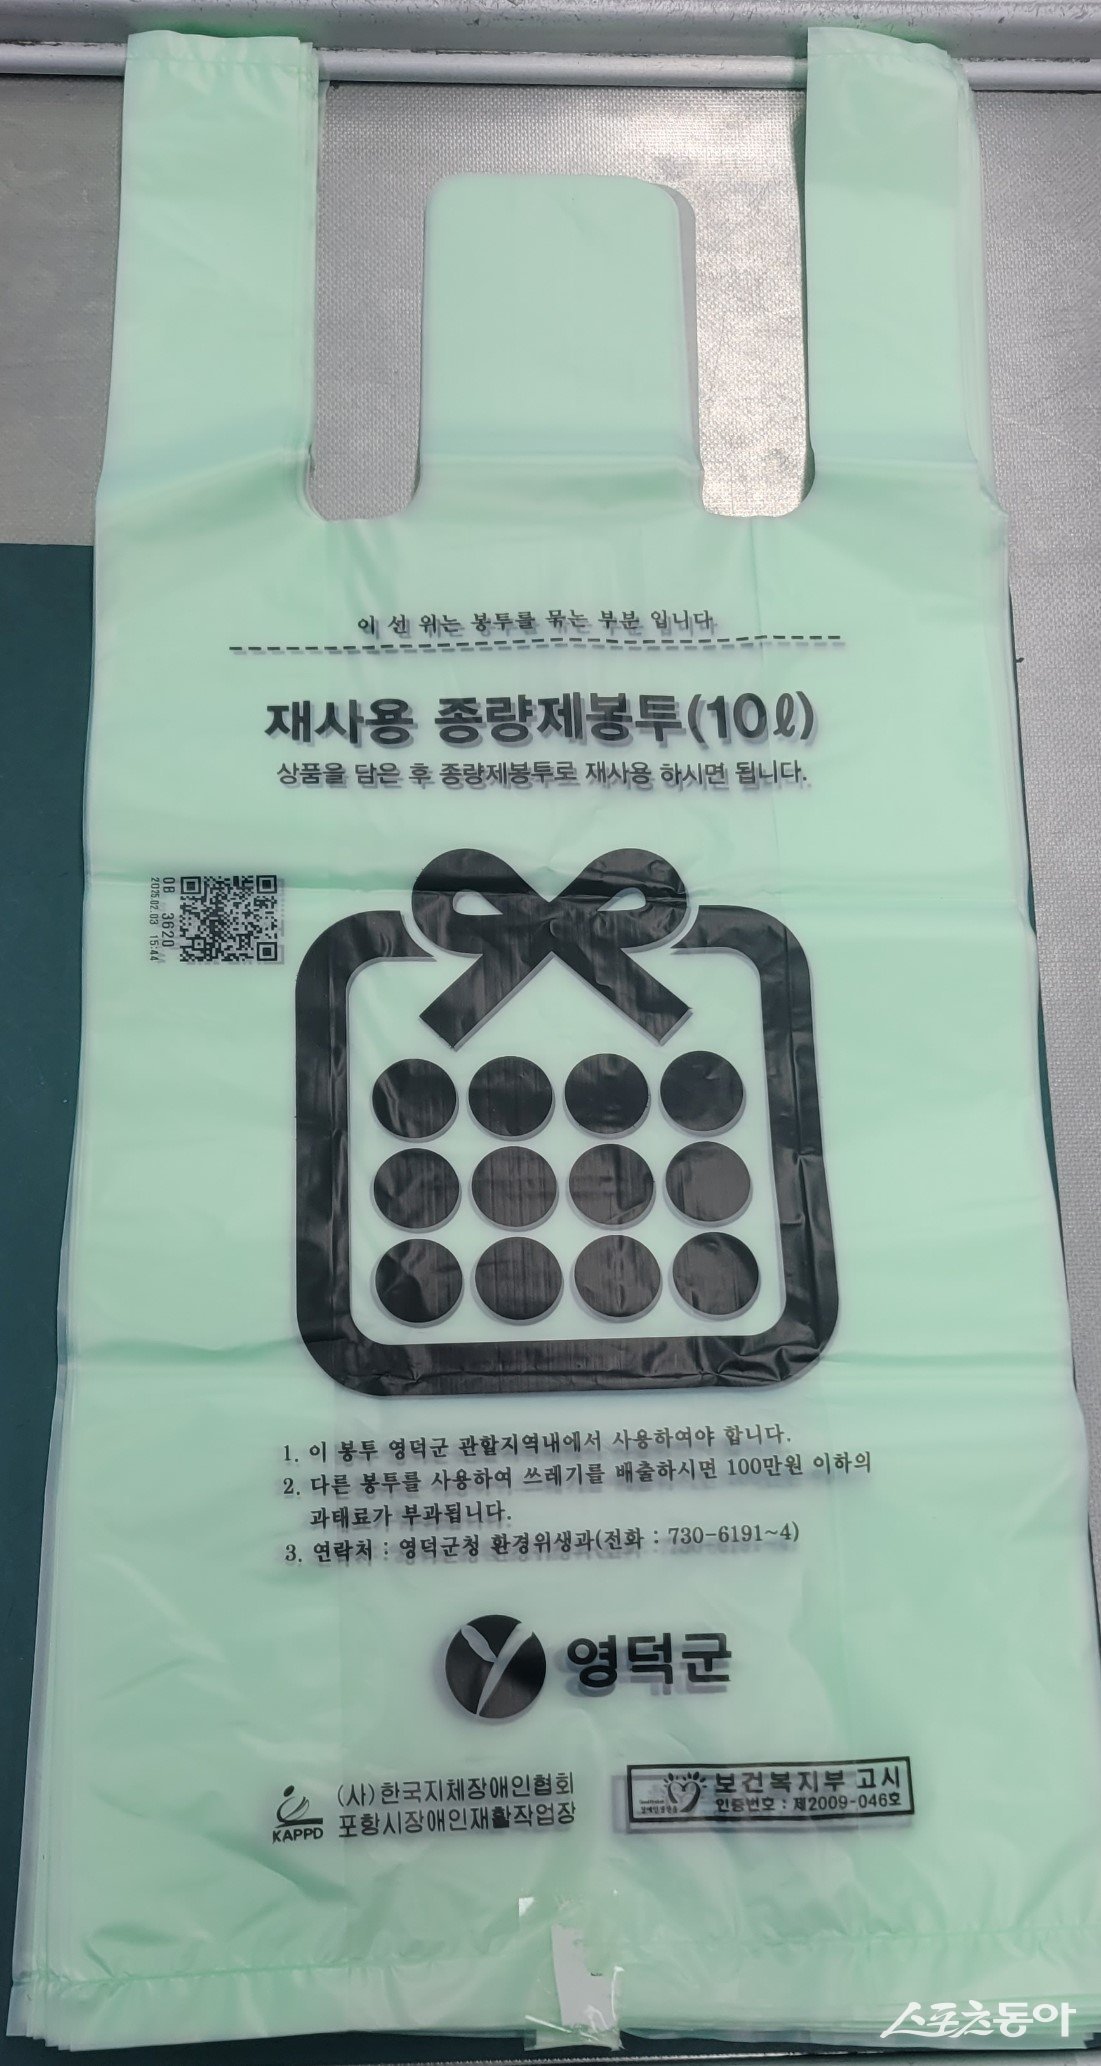 이 선 위는 봉투를 묶는 부분 입니다
재사용 종량제봉투(10ℓ)
상품을 담은 후 종량제봉투로 재사용 하시면 됩니다.
08 3620
2025.02.03 15:44
1. 이 봉투 영덕군 관할지역내에서 사용하여야 합니다.
2. 다른 봉투를 사용하여 쓰레기를 배출하시면 100만원 이하의
과태료가 부과됩니다.
3. 연락처 : 영덕군청 환경위생과(전화 : 730-6191~4)
영덕군
KAPPD
(사)한국지체장애인협회
포항시장애인재활작업장
보건복지부 고시
인증번호 : 제2009-046호
스포츠동아